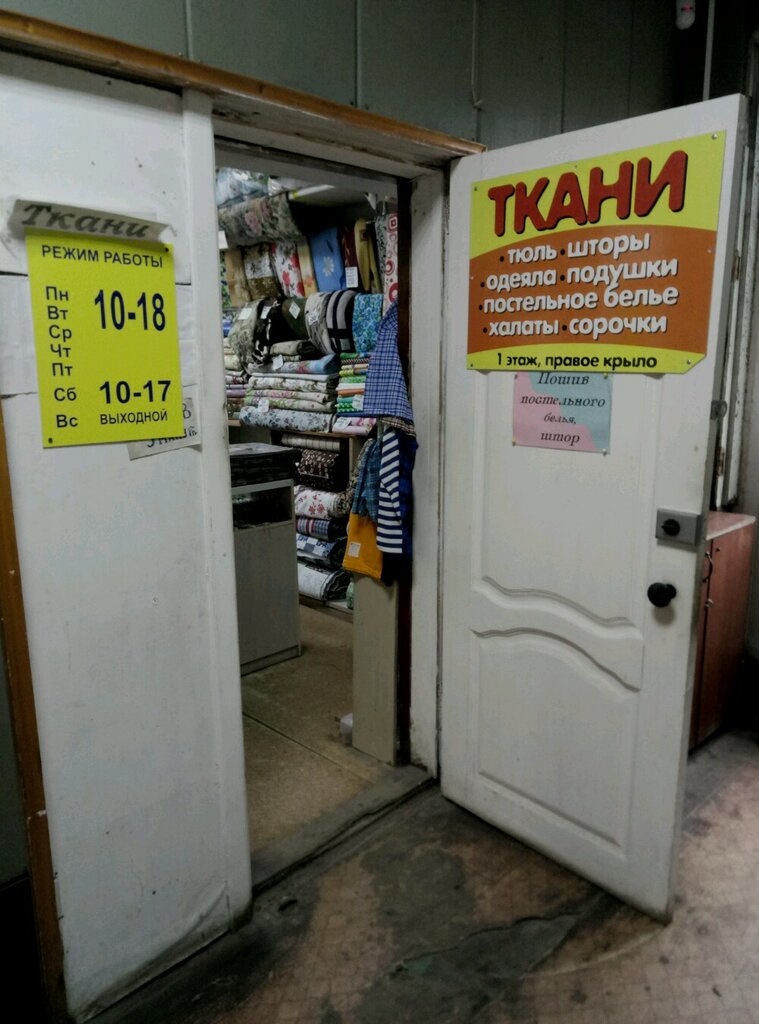 Ткани
РЕЖИМ РАБОТЫ
Пн
Вт
Ср
Чт
Пт
10-18
Сб 10-17
Вс ВЫХОДНОЙ
ТКАНИ
• тюль • шторы
• одеяла • подушки
• постельное белье
• халаты • сорочки
1 этаж, правое крыло
Пошив
постельного
белья,
штор